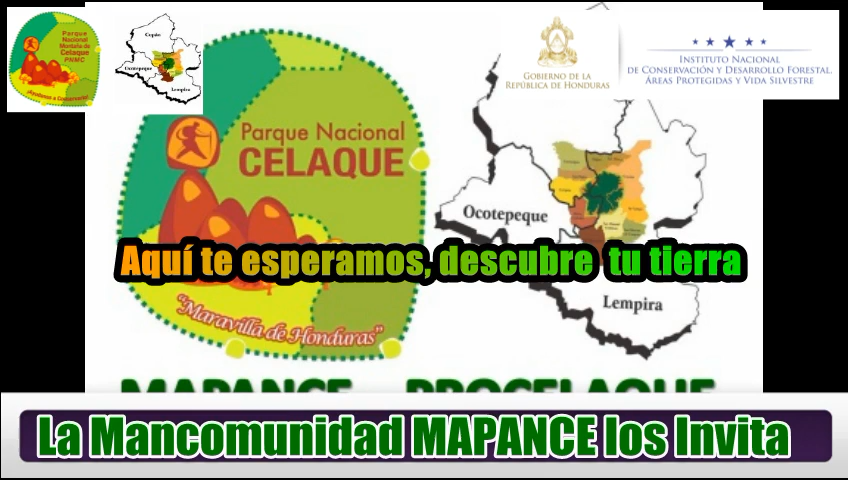 Parque
Nacional
Montaña de
Celaque
PNMC
¡Ayudemos a Conservarlo!
Copán
Ocotepeque
Lempira
GOBIERNO DE LA
REPÚBLICA DE HONDURAS
INSTITUTO NACIONAL
DE CONSERVACIÓN Y DESARROLLO FORESTAL,
ÁREAS PROTEGIDAS Y VIDA SILVESTRE
Parque Nacional
CELAQUE
Ocotepeque
Aquí te esperamos, descubre tu tierra
Lempira
"Maravilla de Honduras"
MAPANCE PROCELAQUE
La Mancomunidad MAPANCE los Invita